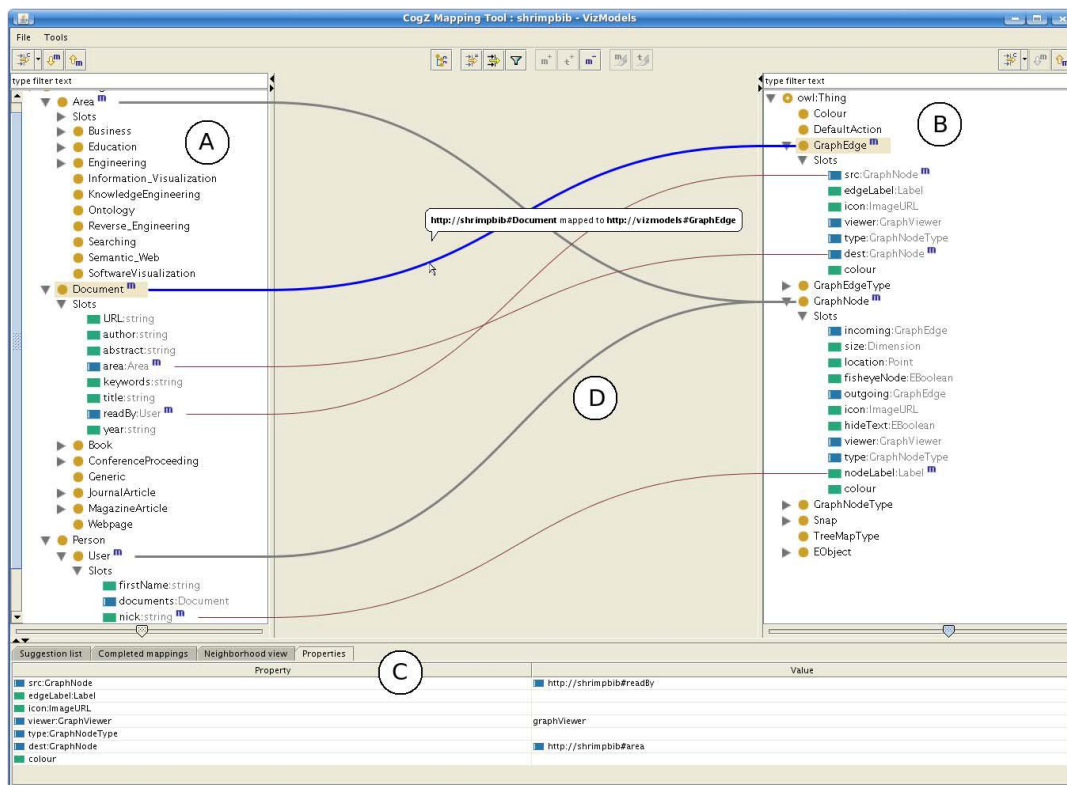 CogZ Mapping Tool : shrimpbib - VizModels
File Tools
type filter text
type filter text
Area m
Slots
Business
Education
Engineering
Information_Visualization
KnowledgeEngineering
Ontology
Reverse_Engineering
Searching
Semantic_Web
SoftwareVisualization
Document m
Slots
URL:string
author:string
abstract:string
area:Area m
keywords:string
title:string
readBy:User m
year:string
Book
ConferenceProceeding
Generic
JournalArticle
MagazineArticle
Webpage
Person
User m
Slots
firstName:string
documents:Document
nick:string m
A
http://shrimpbib#Document mapped to http://vizmodels#GraphEdge
D
B
owl:Thing
Colour
DefaultAction
GraphEdge m
Slots
src:GraphNode m
edgeLabel:Label
icon:ImageURL
viewer:GraphViewer
type:GraphNodeType
dest:GraphNode m
colour
GraphEdgeType
GraphNode m
Slots
incoming:GraphEdge
size:Dimension
location:Point
fisheyeNode:EBoolean
outgoing:GraphEdge
icon:ImageURL
hideText:EBoolean
viewer:GraphViewer
type:GraphNodeType
nodeLabel:Label m
colour
GraphNodeType
Snap
TreeMapType
EObject
Suggestion list Completed mappings Neighborhood view Properties
C
Property Value
src:GraphNode http://shrimpbib#readBy
edgeLabel:Label
icon:ImageURL
viewer:GraphViewer graphViewer
type:GraphNodeType
dest:GraphNode http://shrimpbib#area
colour